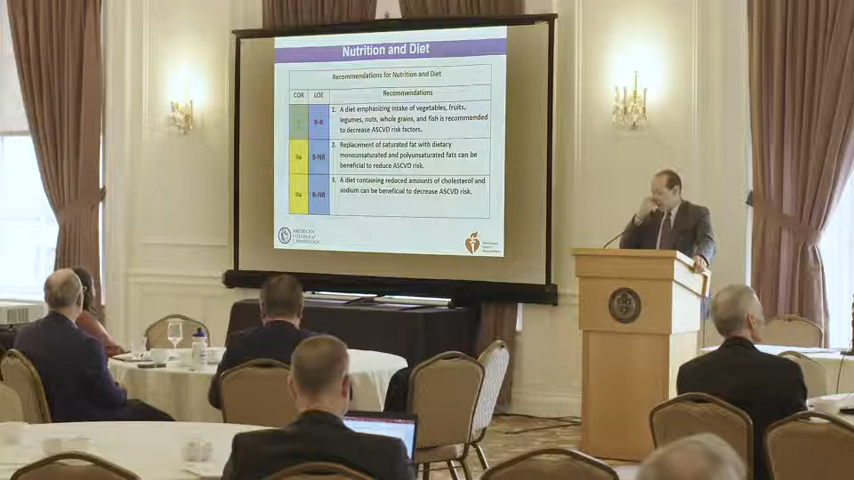 Nutrition and Diet
Recommendations for Nutrition and Diet
COR LOE Recommendations
I B-R 1. A diet emphasizing intake of vegetables, fruits,
legumes, nuts, whole grains, and fish is recommended
to decrease ASCVD risk factors.
IIa B-NR 2. Replacement of saturated fat with dietary
monounsaturated and polyunsaturated fats can be
beneficial to reduce ASCVD risk.
IIa B-NR 3. A diet containing reduced amounts of cholesterol and
sodium can be beneficial to decrease ASCVD risk.
AMERICAN
COLLEGE of
CARDIOLOGY
American
Heart
Association